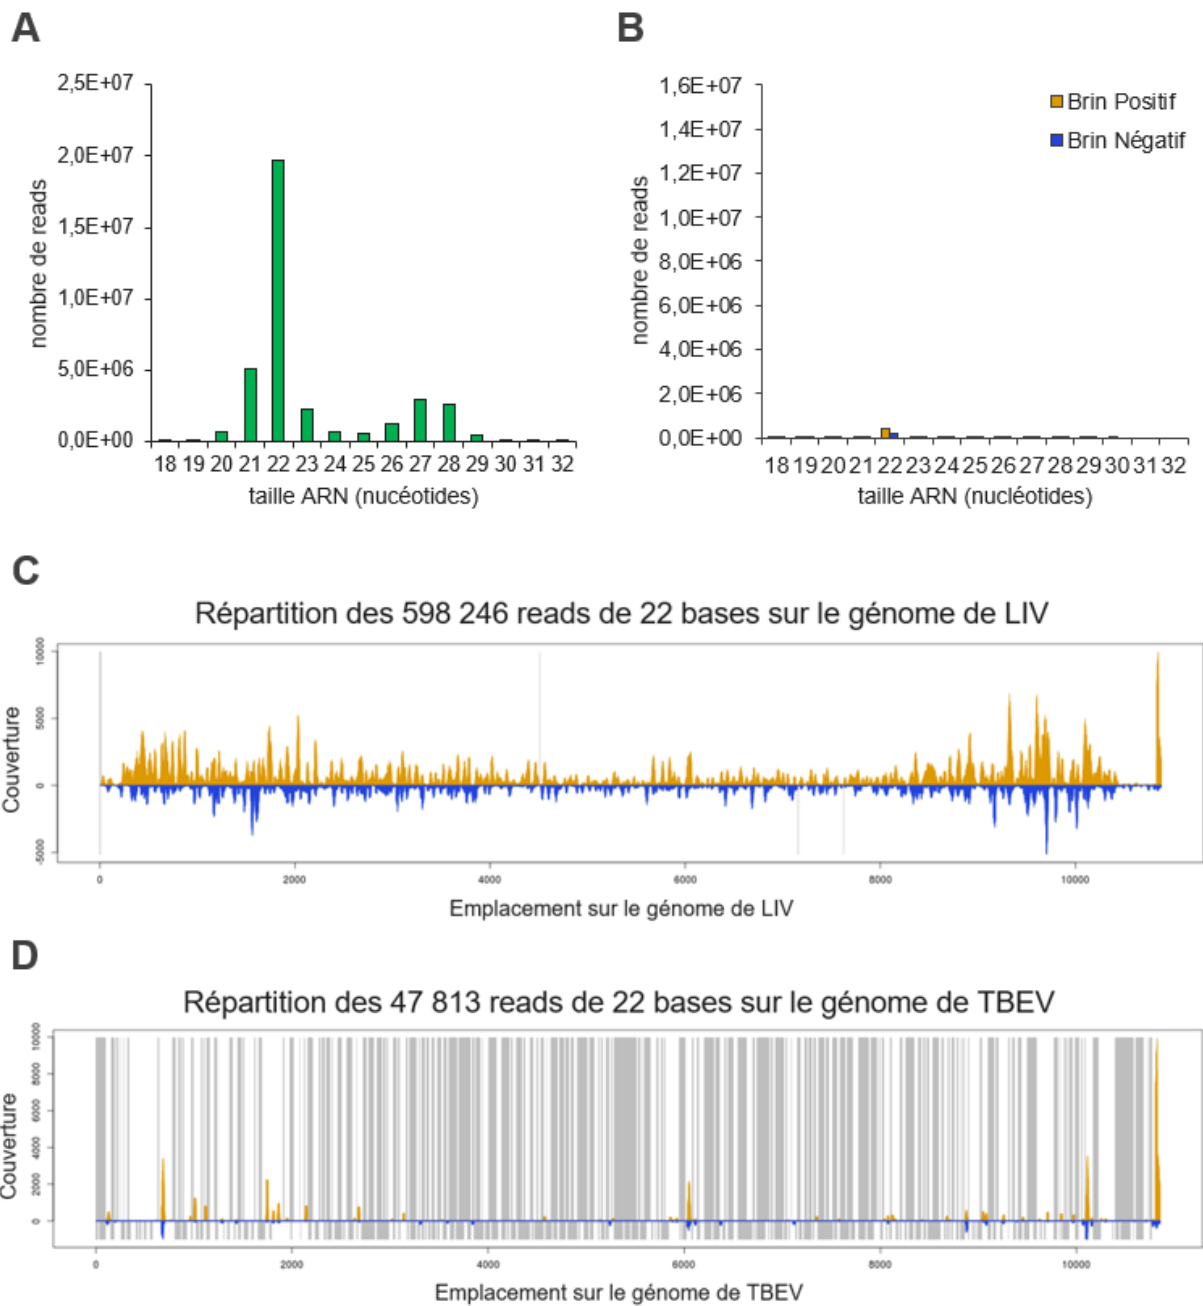 A
2,5E+07
2,0E+07
1,5E+07
1,0E+07
5,0E+06
0,0E+00
nombre de reads
18 19 20 21 22 23 24 25 26 27 28 29 30 31 32
taille ARN (nucéotides)
B
1,6E+07
1,4E+07
1,2E+07
1,0E+07
8,0E+06
6,0E+06
4,0E+06
2,0E+06
0,0E+00
nombre de reads
Brin Positif
Brin Négatif
18 19 20 21 22 23 24 25 26 27 28 29 30 31 32
taille ARN (nucléotides)
C
Répartition des 598 246 reads de 22 bases sur le génome de LIV
Couverture
10000
5000
0
-5000
0 2000 4000 6000 8000 10000
Emplacement sur le génome de LIV
D
Répartition des 47 813 reads de 22 bases sur le génome de TBEV
Couverture
10000
8000
6000
4000
2000
0
0 2000 4000 6000 8000 10000
Emplacement sur le génome de TBEV